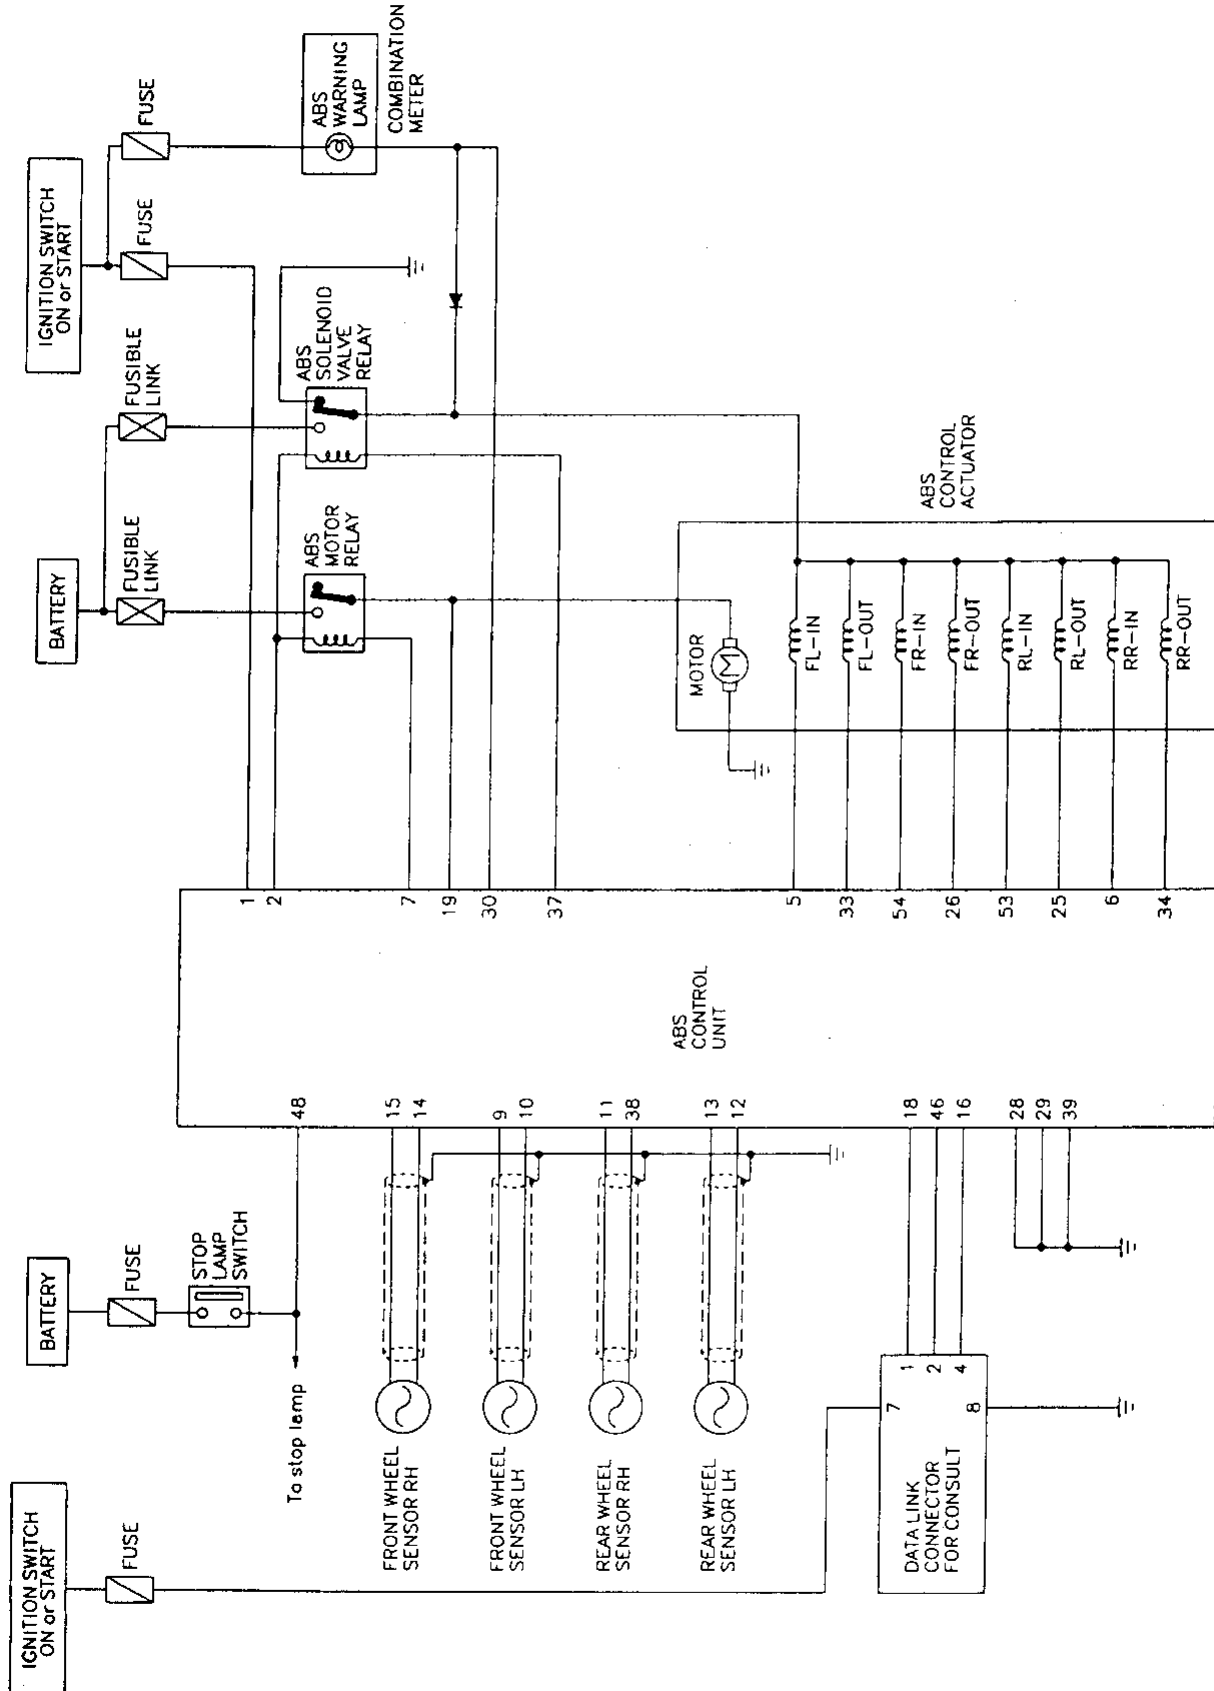 IGNITION SWITCH
ON or START
FUSE
BATTERY
FUSE
STOP
LAMP
SWITCH
To stop lamp
BATTERY
FUSIBLE
LINK
FUSIBLE
LINK
IGNITION SWITCH
ON or START
FUSE
FUSE
ABS
WARNING
LAMP
COMBINATION
METER
ABS
MOTOR
RELAY
ABS
SOLENOID
VALVE
RELAY
48
15
14
9
10
11
38
13
12
18
46
16
28
29
39
FRONT WHEEL
SENSOR RH
FRONT WHEEL
SENSOR LH
REAR WHEEL
SENSOR RH
REAR WHEEL
SENSOR LH
DATA LINK
CONNECTOR
FOR CONSULT
7
1
2
4
8
ABS
CONTROL
UNIT
1
2
7
19
30
37
5
33
54
26
53
25
6
34
MOTOR
M
FL-IN
FL-OUT
FR-IN
FR-OUT
RL-IN
RL-OUT
RR-IN
RR-OUT
ABS
CONTROL
ACTUATOR